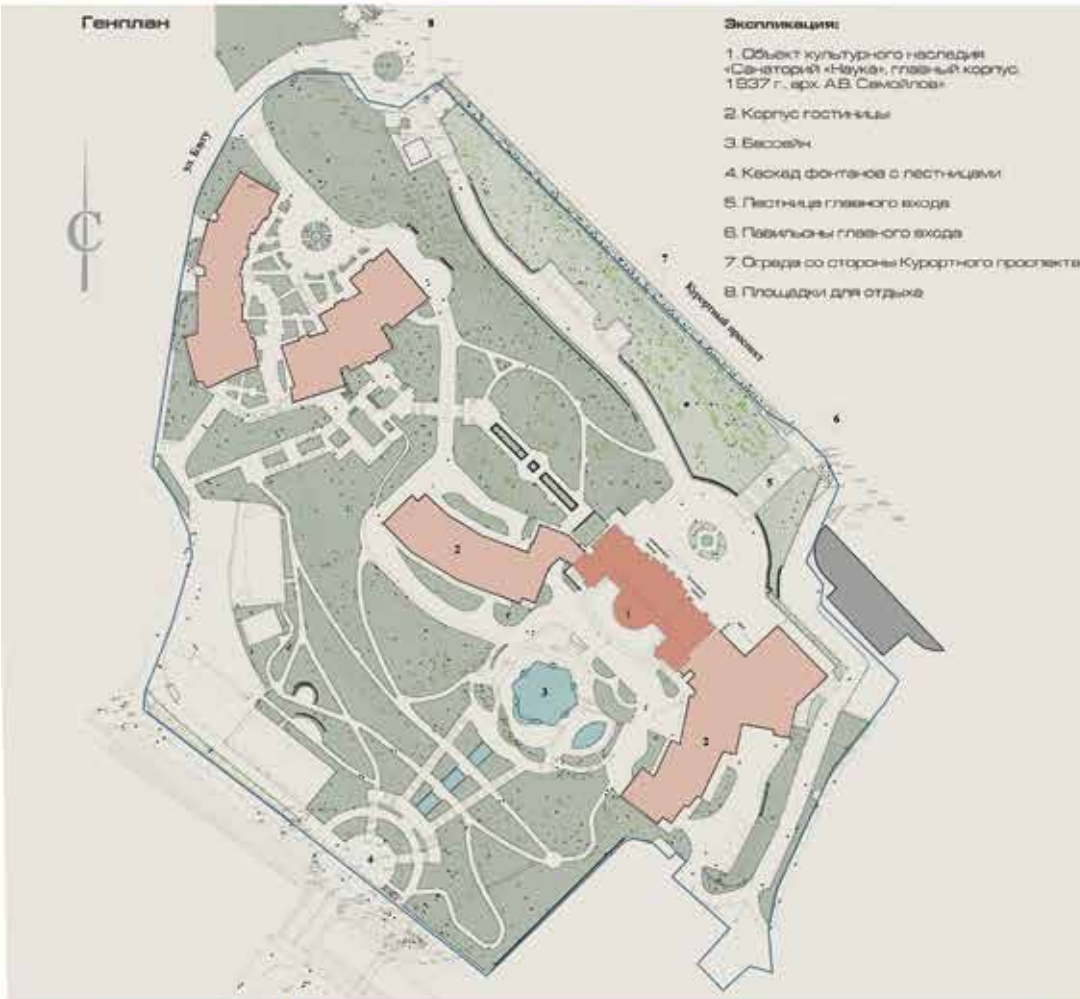 Генплан
Экспликация:
1. Объект культурного наследия
«Санаторий «Наука», главный корпус,
1937 г., арх. А.В. Самойлов»
2. Корпус гостиницы
3. Бассейн
4. Каскад фонтанов с лестницами
5. Лестница главного входа
6. Павильоны главного входа
7. Ограда со стороны Курортного проспекта
8. Площадки для отдыха
8
ул.
С
7
Курортный проспект
6
5
2
1
3
2
4